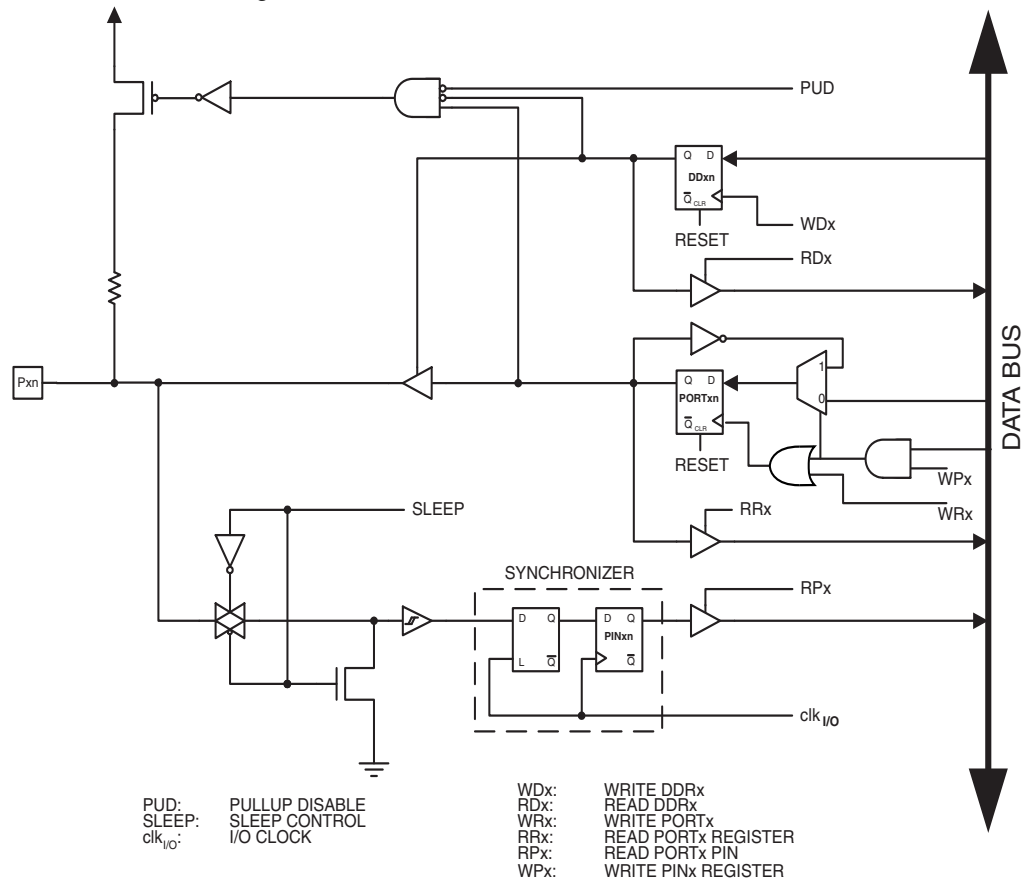 PUD
Q D
DDxn
Q CLR
WDx
RESET
RDx
DATA BUS
1
Pxn
Q D
PORTxn
0
Q CLR
RESET
WPx
WRx
SLEEP
RRx
SYNCHRONIZER
RPx
D Q
D Q
PINxn
L Q
Q
clk I/O
PUD: PULLUP DISABLE
SLEEP: SLEEP CONTROL
clk I/O: I/O CLOCK
WDx: WRITE DDRx
RDx: READ DDRx
WRx: WRITE PORTx
RRx: READ PORTx REGISTER
RPx: READ PORTx PIN
WPx: WRITE PINx REGISTER